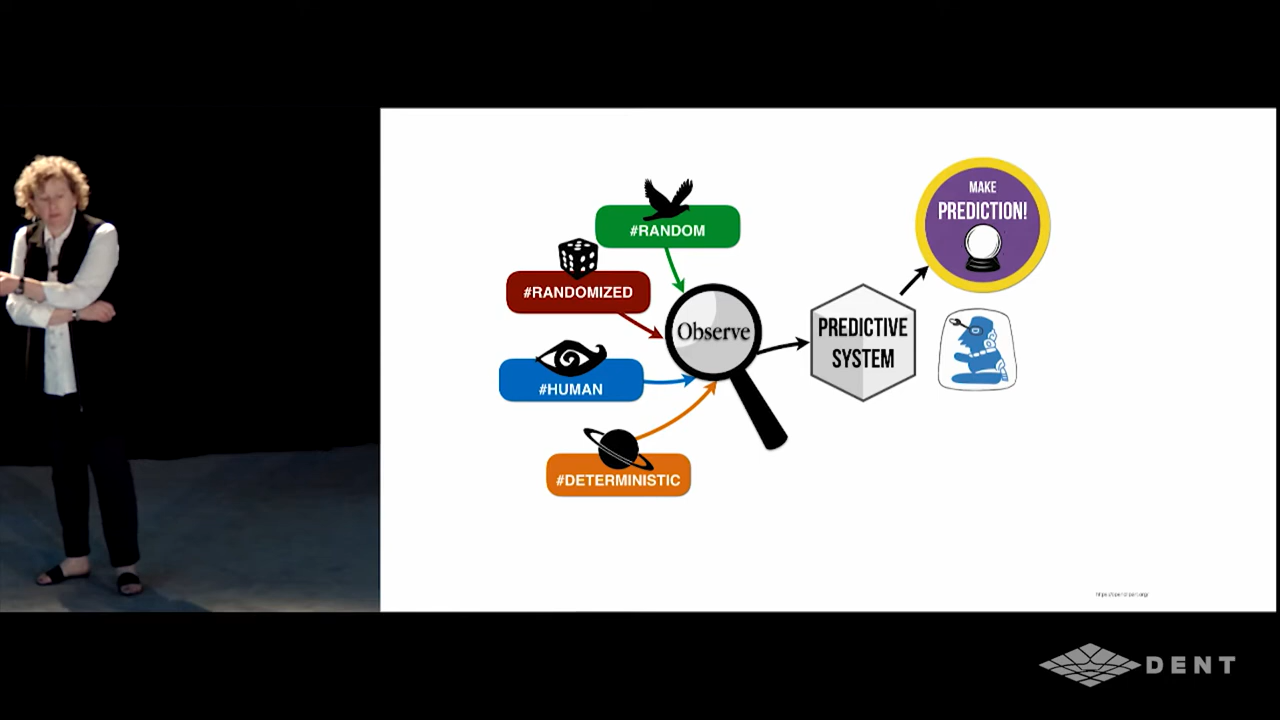 #RANDOM
#RANDOMIZED
#HUMAN
#DETERMINISTIC
Observe
PREDICTIVE
SYSTEM
MAKE
PREDICTION!
DENT